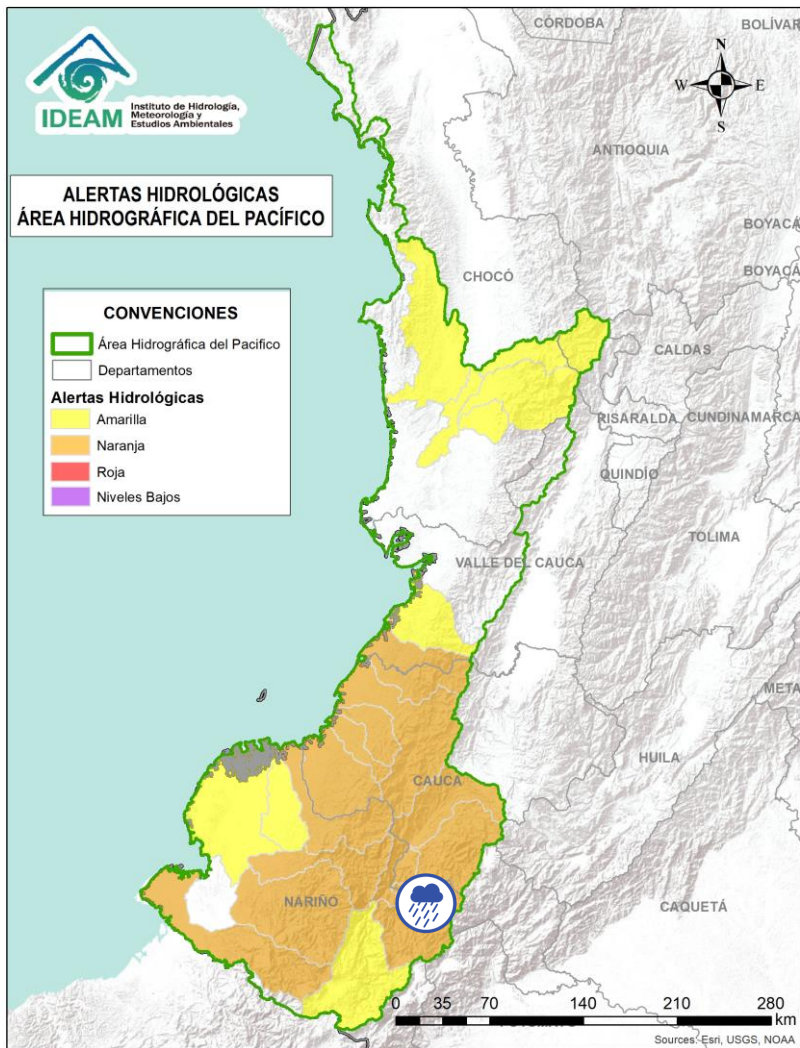 IDEAM
Instituto de Hidrología,
Meteorología y
Estudios Ambientales
ALERTAS HIDROLÓGICAS
ÁREA HIDROGRÁFICA DEL PACÍFICO
CONVENCIONES
Área Hidrográfica del Pacifico
Departamentos
Alertas Hidrológicas
Amarilla
Naranja
Roja
Niveles Bajos
CÓRDOBA
BOLÍVAR
N
W
E
S
ANTIOQUIA
BOYACÁ
CHOCÓ
BOYACÁ
CALDAS
RISARALDA
CUNDINAMARCA
QUINDÍO
TOLIMA
VALLE DEL CAUCA
META
HUILA
CAUCA
NARIÑO
CAQUETÁ
0 35 70 140 210 280
km
Sources: Esri, USGS, NOAA